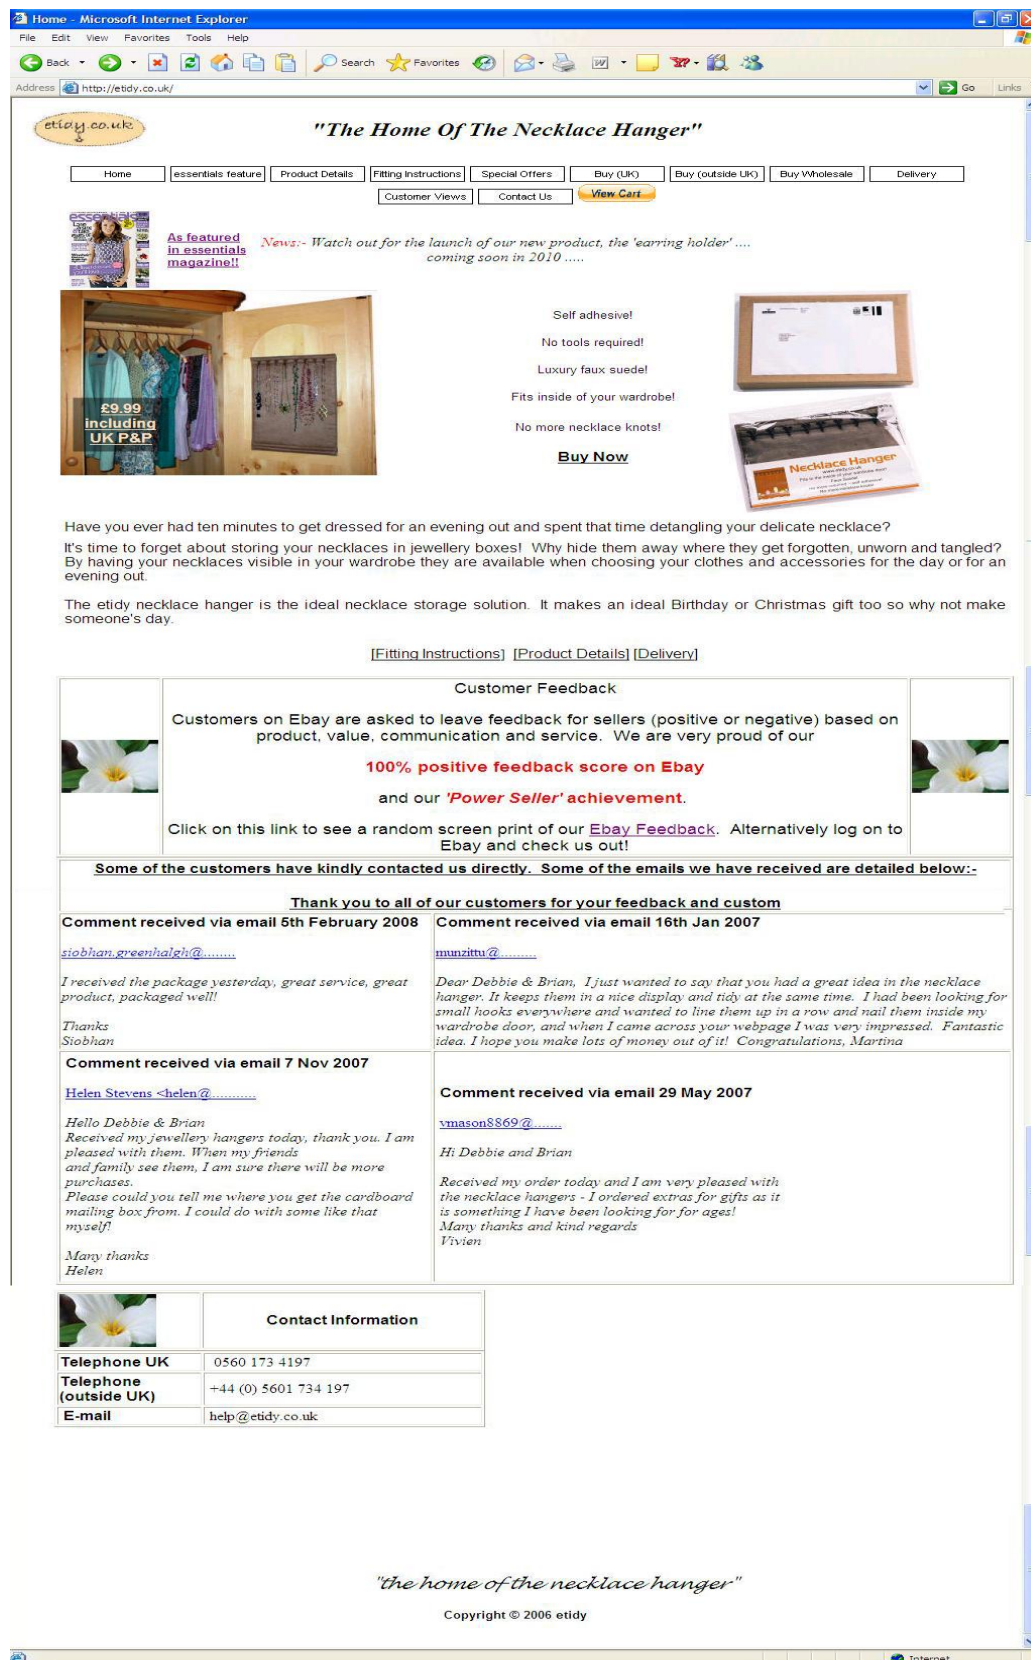 Home - Microsoft Internet Explorer
File Edit View Favorites Tools Help
Back Search Favorites
Address http://etidy.co.uk/ Go Links
etidy.co.uk
"The Home Of The Necklace Hanger"
Home essentials feature Product Details Fitting Instructions Special Offers Buy (UK) Buy (outside UK) Buy Wholesale Delivery
Customer Views Contact Us View Cart
essentials
As featured
in essentials
magazine!!
News:- Watch out for the launch of our new product, the 'earring holder' ....
coming soon in 2010 .....
£9.99
including
UK P&P
Self adhesive!
No tools required!
Luxury faux suede!
Fits inside of your wardrobe!
No more necklace knots!
Buy Now
Necklace Hanger
www.etidy.co.uk
Have you ever had ten minutes to get dressed for an evening out and spent that time detangling your delicate necklace?
It's time to forget about storing your necklaces in jewellery boxes! Why hide them away where they get forgotten, unworn and tangled?
By having your necklaces visible in your wardrobe they are available when choosing your clothes and accessories for the day or for an
evening out.
The etidy necklace hanger is the ideal necklace storage solution. It makes an ideal Birthday or Christmas gift too so why not make
someone's day.
[Fitting Instructions] [Product Details] [Delivery]
Customer Feedback
Customers on Ebay are asked to leave feedback for sellers (positive or negative) based on
product, value, communication and service. We are very proud of our
100% positive feedback score on Ebay
and our 'Power Seller' achievement.
Click on this link to see a random screen print of our Ebay Feedback. Alternatively log on to
Ebay and check us out!
Some of the customers have kindly contacted us directly. Some of the emails we have received are detailed below:-
Thank you to all of our customers for your feedback and custom
Comment received via email 5th February 2008
siobhan.greenhalgh@........
I received the package yesterday, great service, great
product, packaged well!
Thanks
Siobhan
Comment received via email 16th Jan 2007
munzittu@.........
Dear Debbie & Brian, I just wanted to say that you had a great idea in the necklace
hanger. It keeps them in a nice display and tidy at the same time. I had been looking for
small hooks everywhere and wanted to line them up in a row and nail them inside my
wardrobe door, and when I came across your webpage I was very impressed. Fantastic
idea. I hope you make lots of money out of it! Congratulations, Martina
Comment received via email 7 Nov 2007
Helen Stevens <helen@...........
Hello Debbie & Brian
Received my jewellery hangers today, thank you. I am
pleased with them. When my friends
and family see them, I am sure there will be more
purchases.
Please could you tell me where you get the cardboard
mailing box from. I could do with some like that
myself!
Many thanks
Helen
Comment received via email 29 May 2007
vmason8869@.......
Hi Debbie and Brian
Received my order today and I am very pleased with
the necklace hangers - I ordered extras for gifts as it
is something I have been looking for for ages!
Many thanks and kind regards
Vivien
Contact Information
Telephone UK 0560 173 4197
Telephone
(outside UK) +44 (0) 5601 734 197
E-mail help@etidy.co.uk
"the home of the necklace hanger"
Copyright © 2006 etidy
Internet